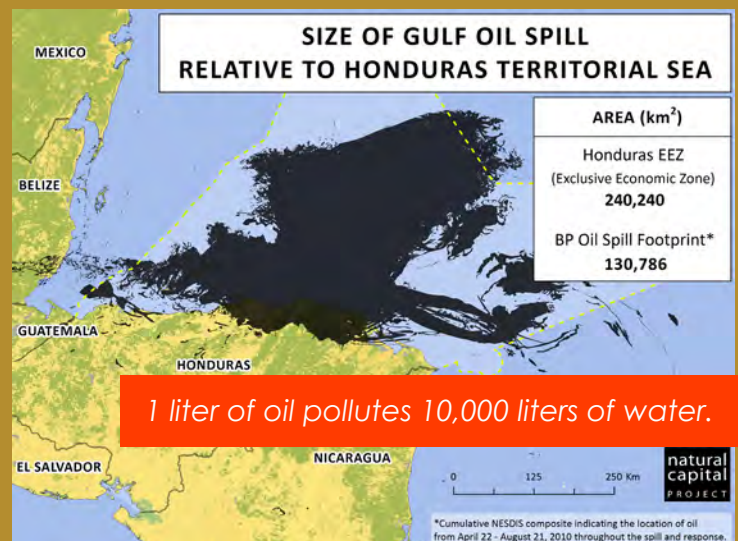 SIZE OF GULF OIL SPILL
RELATIVE TO HONDURAS TERRITORIAL SEA
MEXICO
AREA (km²)
Honduras EEZ
(Exclusive Economic Zone)
240,240
BP Oil Spill Footprint*
130,786
BELIZE
GUATEMALA
HONDURAS
1 liter of oil pollutes 10,000 liters of water.
EL SALVADOR
NICARAGUA
0 125 250 Km
natural
capital
PROJECT
*Cumulative NESDIS composite indicating the location of oil
from April 22 - August 21, 2010 throughout the spill and response.